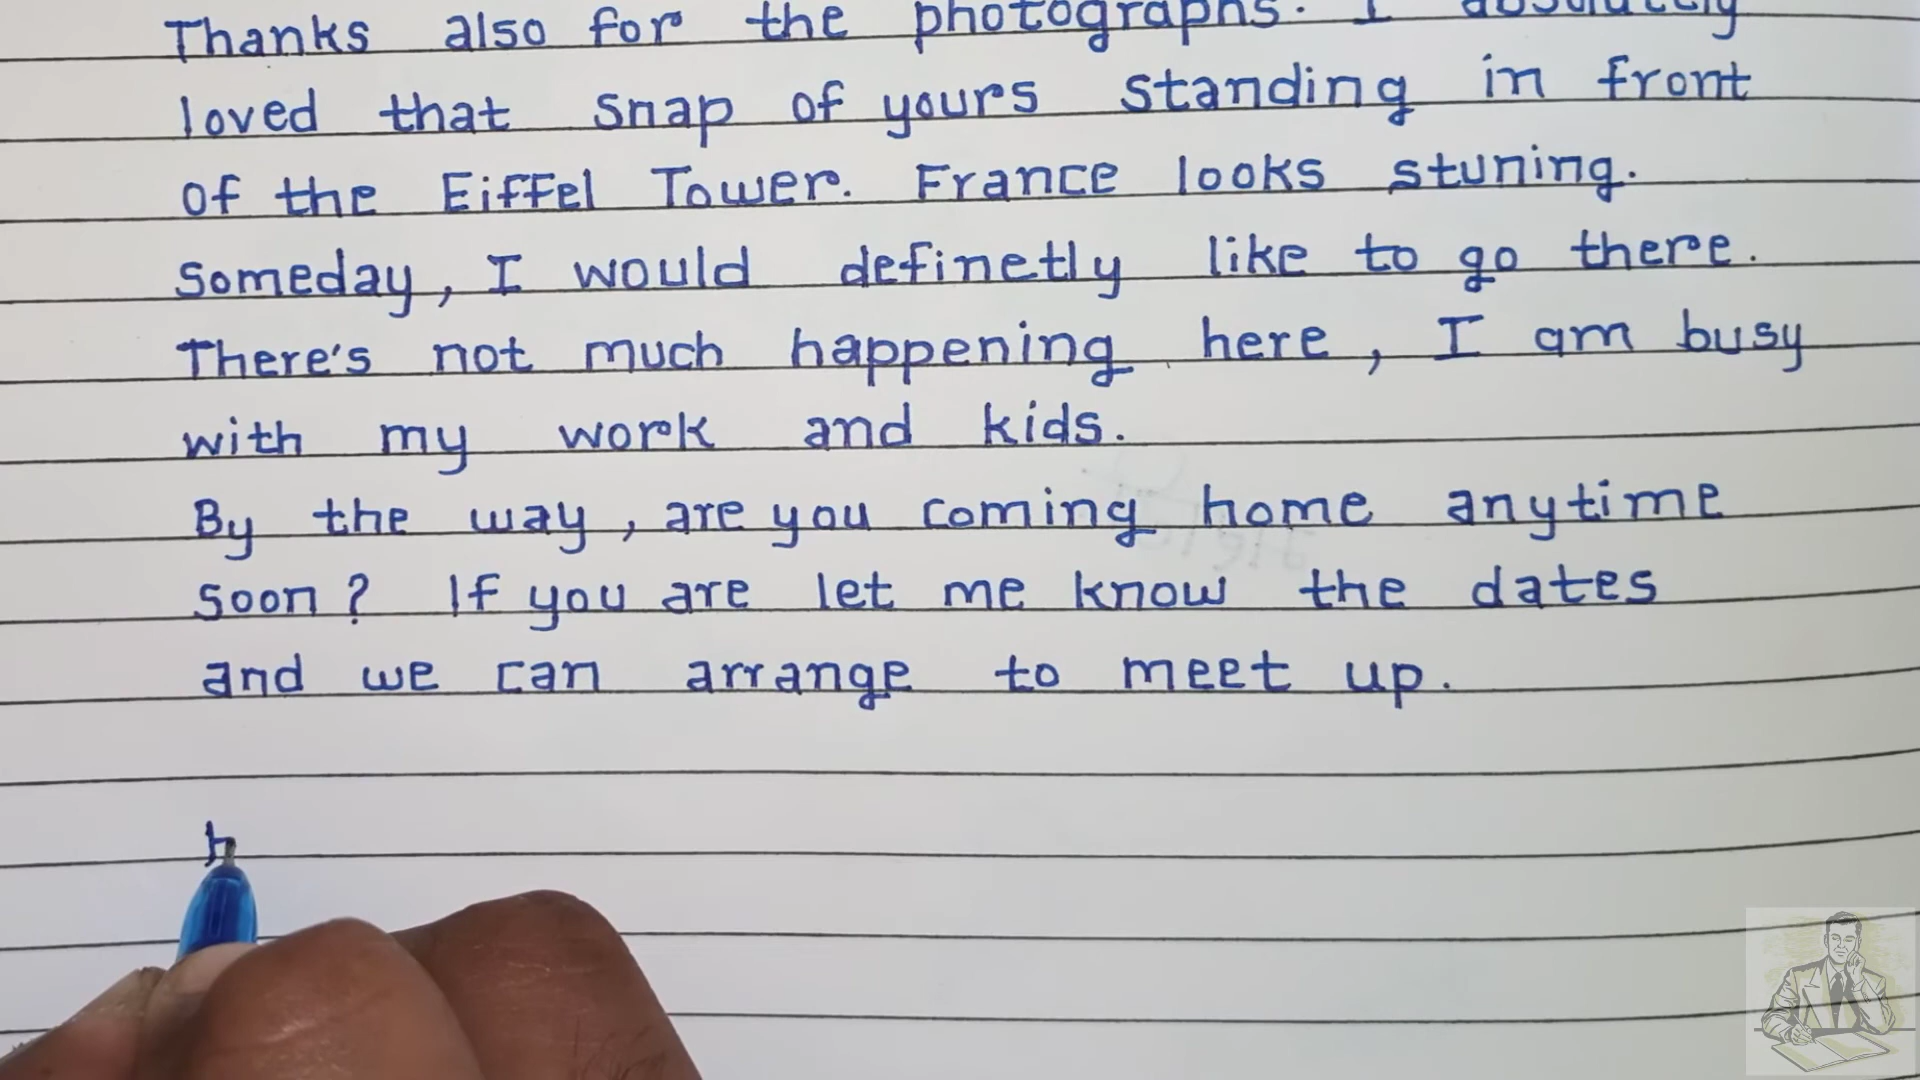 Thanks also for the photographs. I absolutely
loved that snap of yours standing in front
of the Eiffel Tower. France looks stuning.
Someday, I would definetly like to go there.
There's not much happening here, I am busy
with my work and kids.
By the way, are you coming home anytime
soon? If you are let me know the dates
and we can arrange to meet up.